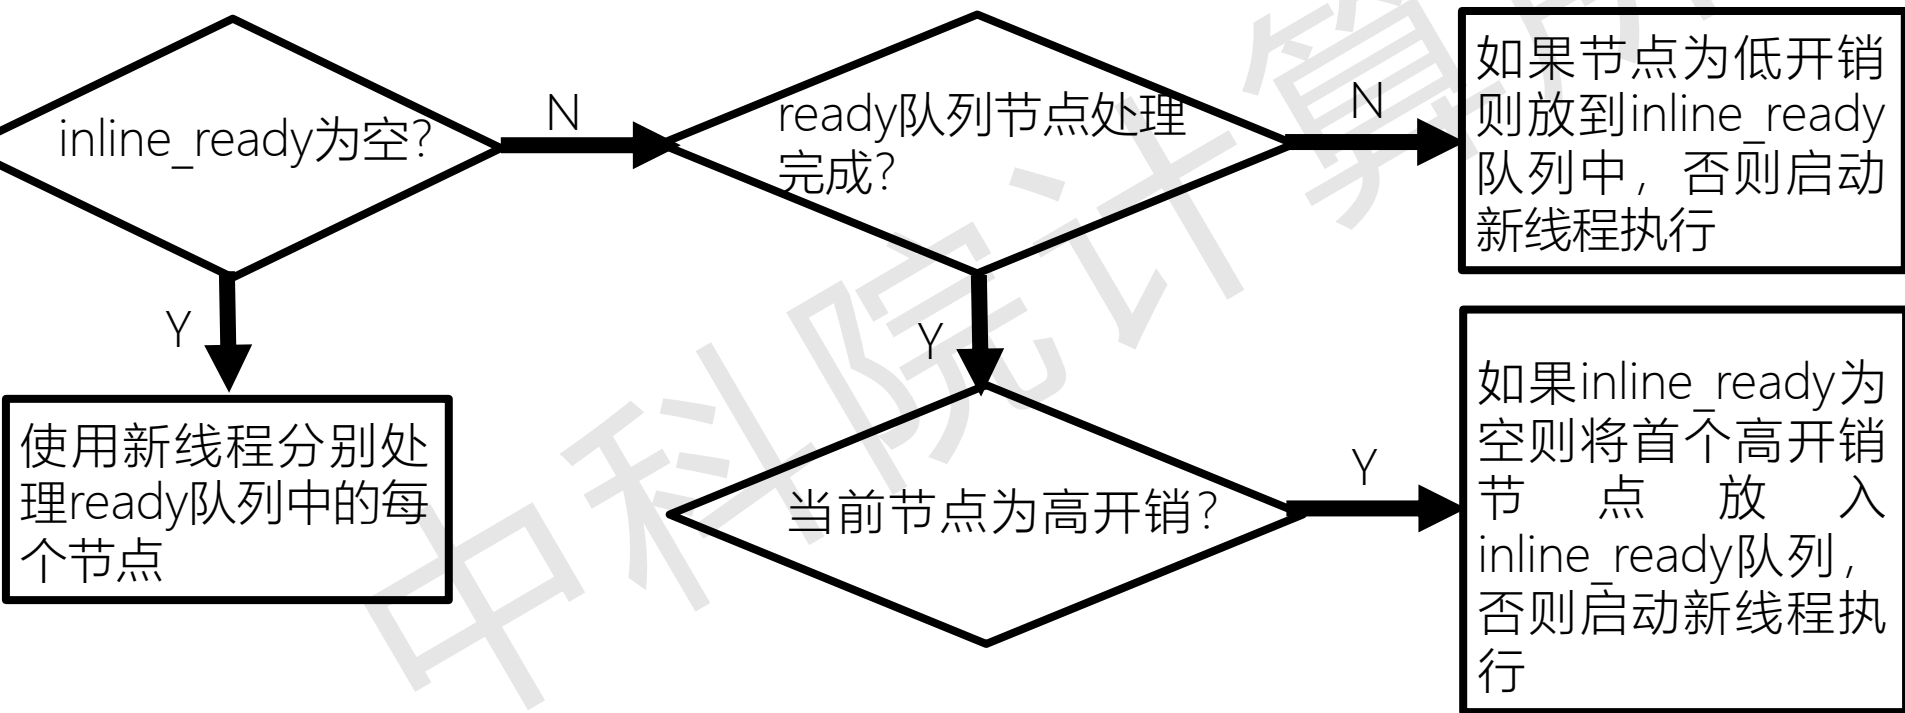 inline_ready为空?
N
ready队列节点处理
完成?
N
如果节点为低开销
则放到inline_ready
队列中，否则启动
新线程执行
Y
Y
使用新线程分别处
理ready队列中的每
个节点
当前节点为高开销?
Y
如果inline_ready为
空则将首个高开销
节点放入
inline_ready队列，
否则启动新线程执
行
中科院计算所